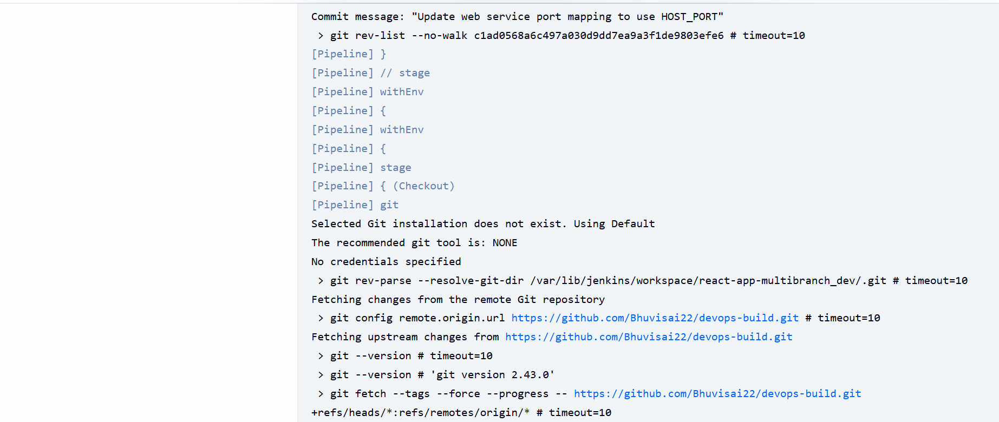 Commit message: "Update web service port mapping to use HOST_PORT"
 > git rev-list --no-walk c1ad0568a6c497a030d9dd7ea9a3f1de9803efe6 # timeout=10
[Pipeline] }
[Pipeline] // stage
[Pipeline] withEnv
[Pipeline] {
[Pipeline] withEnv
[Pipeline] {
[Pipeline] stage
[Pipeline] { (Checkout)
[Pipeline] git
Selected Git installation does not exist. Using Default
The recommended git tool is: NONE
No credentials specified
 > git rev-parse --resolve-git-dir /var/lib/jenkins/workspace/react-app-multibranch_dev/.git # timeout=10
Fetching changes from the remote Git repository
 > git config remote.origin.url https://github.com/Bhuvisai22/devops-build.git # timeout=10
Fetching upstream changes from https://github.com/Bhuvisai22/devops-build.git
 > git --version # timeout=10
 > git --version # 'git version 2.43.0'
 > git fetch --tags --force --progress -- https://github.com/Bhuvisai22/devops-build.git
+refs/heads/*:refs/remotes/origin/* # timeout=10